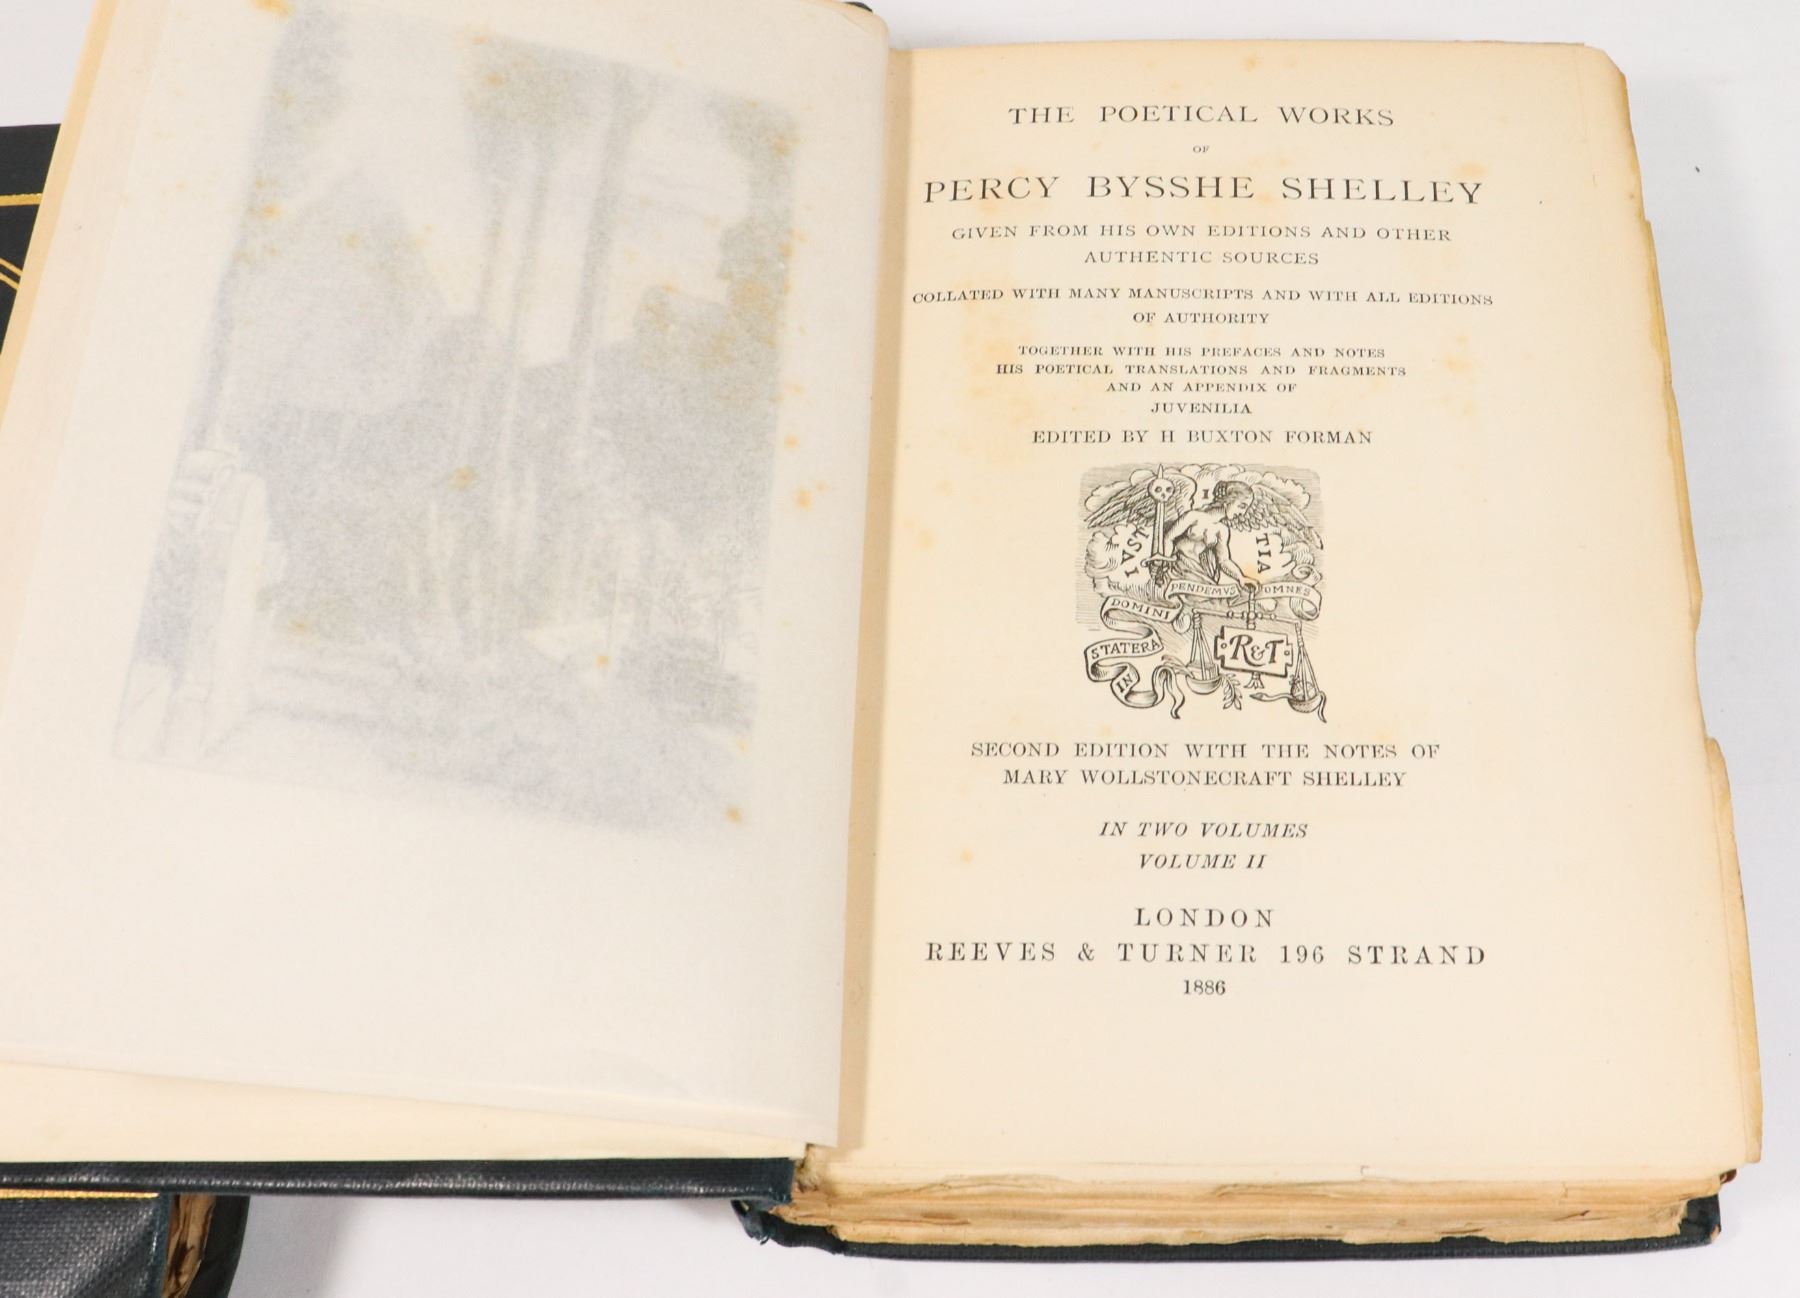 THE POETICAL WORKS
OF
PERCY BYSSHE SHELLEY
GIVEN FROM HIS OWN EDITIONS AND OTHER
AUTHENTIC SOURCES
COLLATED WITH MANY MANUSCRIPTS AND WITH ALL EDITIONS
OF AUTHORITY
TOGETHER WITH HIS PREFACES AND NOTES
HIS POETICAL TRANSLATIONS AND FRAGMENTS
AND AN APPENDIX OF
JUVENILIA
EDITED BY H BUXTON FORMAN
IVSTITIA
PENDEMVS OMNES
DOMINI
STATERA
IN
R&T
SECOND EDITION WITH THE NOTES OF
MARY WOLLSTONECRAFT SHELLEY
IN TWO VOLUMES
VOLUME II
LONDON
REEVES & TURNER 196 STRAND
1886